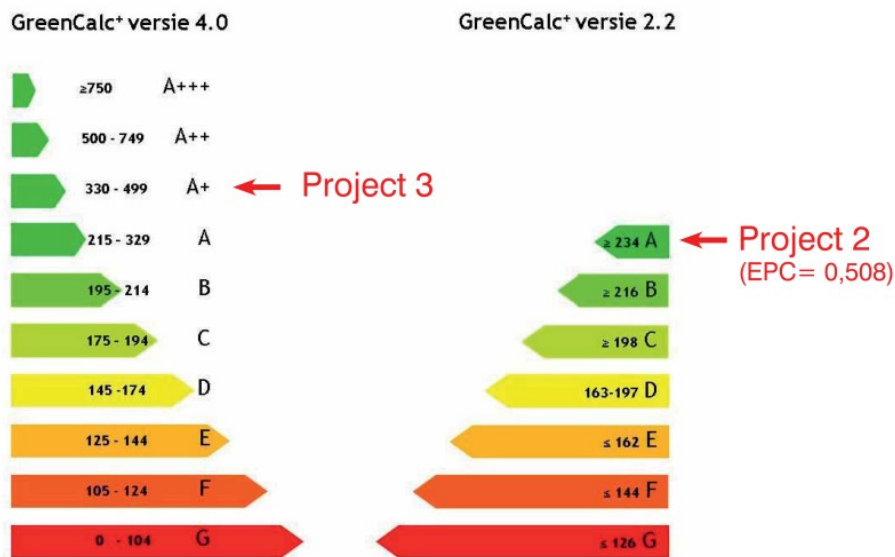 GreenCalc+ versie 4.0
≥750 A+++
500 - 749 A++
330 - 499 A+ Project 3
215 - 329 A
195 - 214 B
175 - 194 C
145 -174 D
125 - 144 E
105 - 124 F
0 - 104 G
GreenCalc+ versie 2.2
≥ 234 A Project 2
(EPC= 0,508)
≥ 216 B
≥ 198 C
163-197 D
≤ 162 E
≤ 144 F
≤ 126 G